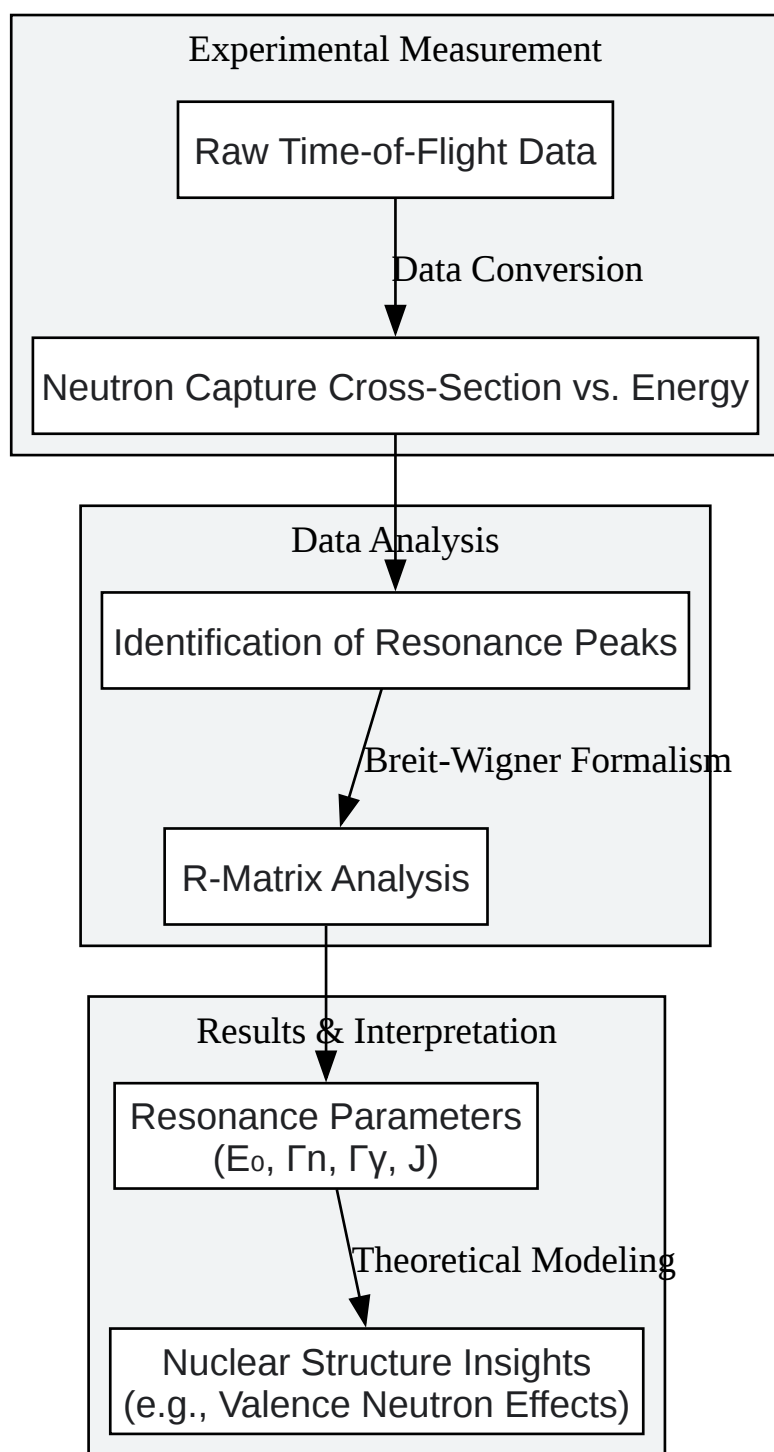 Experimental Measurement
Raw Time-of-Flight Data
Data Conversion
Neutron Capture Cross-Section vs. Energy
Data Analysis
Identification of Resonance Peaks
Breit-Wigner Formalism
R-Matrix Analysis
Results & Interpretation
Resonance Parameters
(E₀, Γn, Γγ, J)
Theoretical Modeling
Nuclear Structure Insights
(e.g., Valence Neutron Effects)